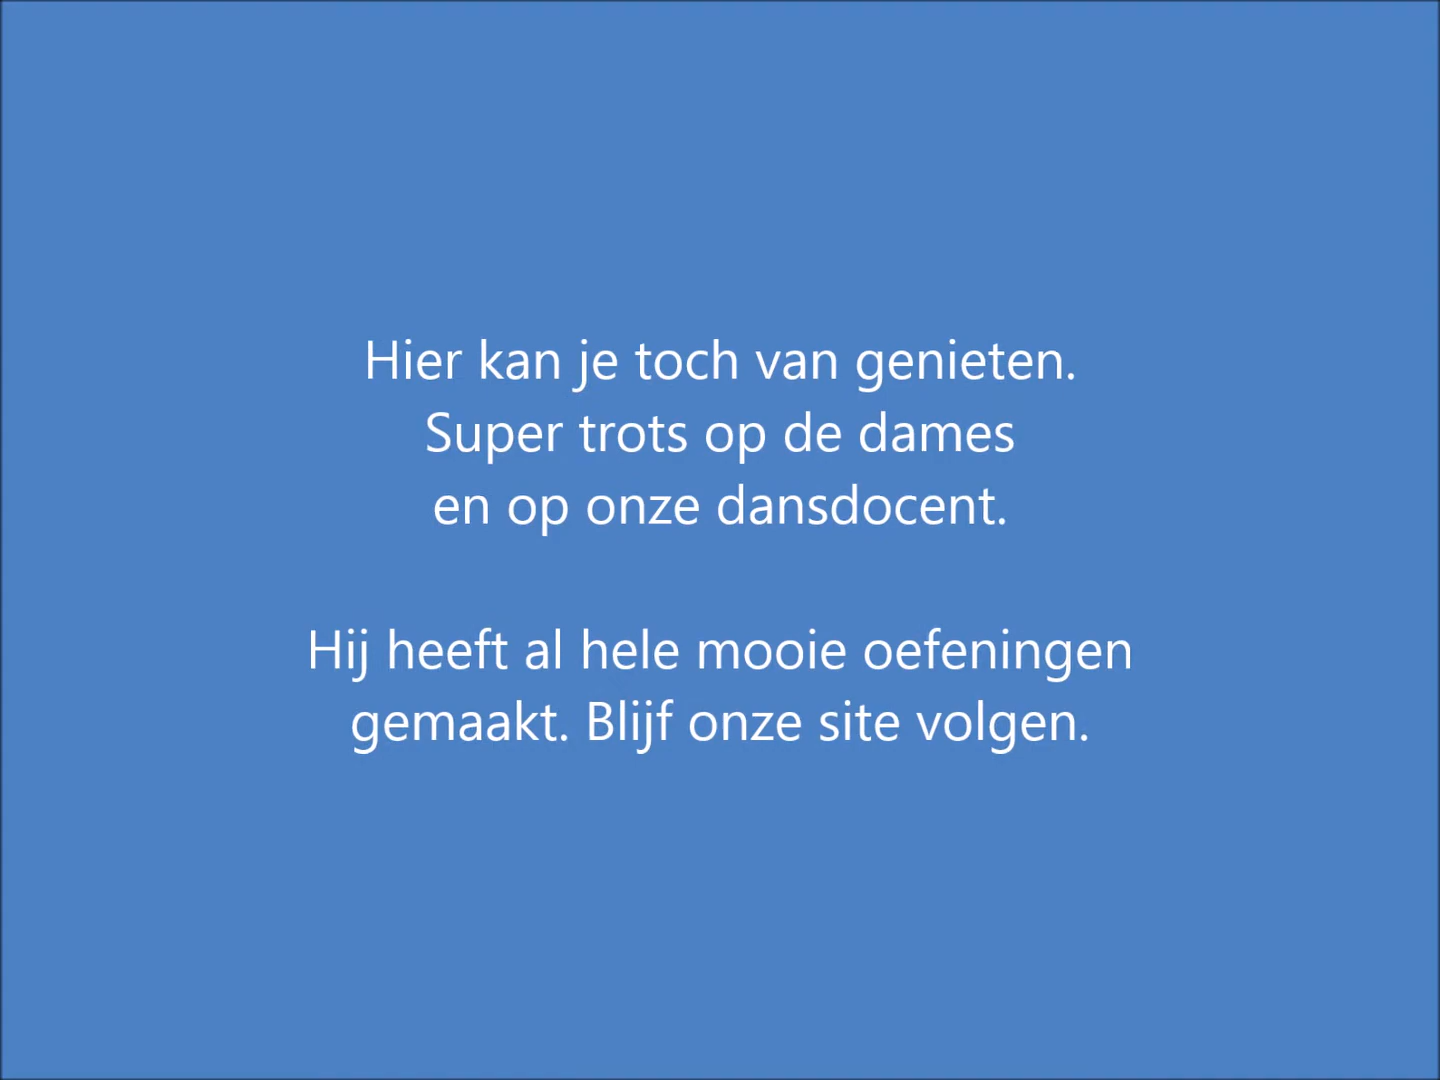 Hier kan je toch van genieten.
Super trots op de dames
en op onze dansdocent.
Hij heeft al hele mooie oefeningen
gemaakt. Blijf onze site volgen.